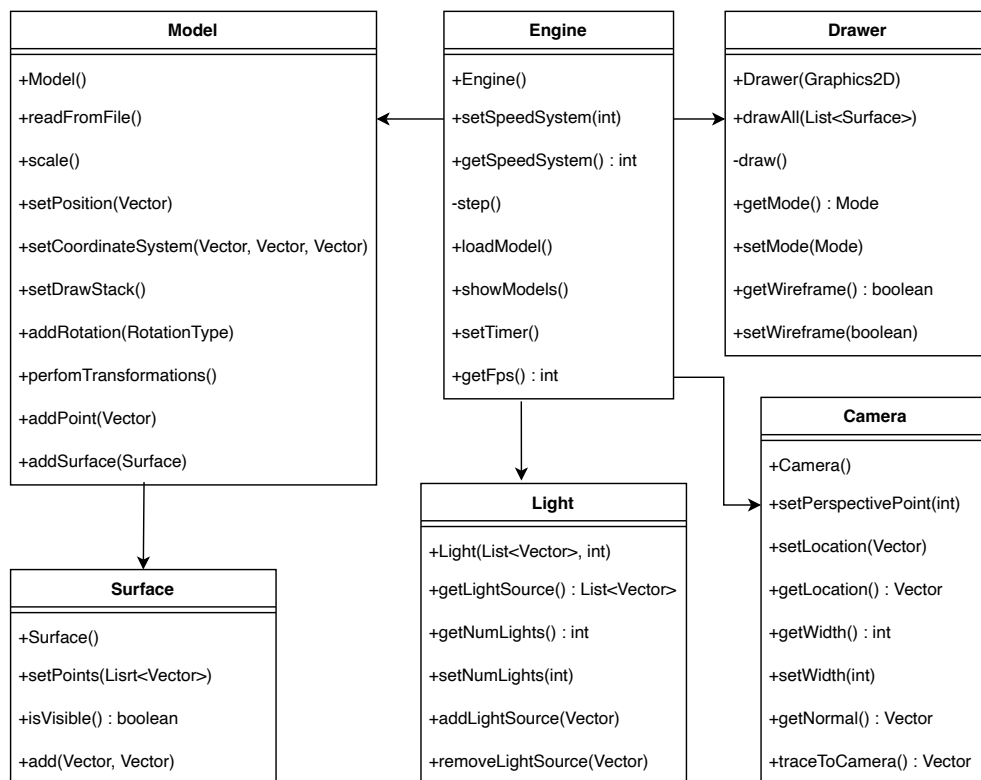 Model
+Model()
+readFromFile()
+scale()
+setPosition(Vector)
+setCoordinateSystem(Vector, Vector, Vector)
+setDrawStack()
+addRotation(RotationType)
+perfomTransformations()
+addPoint(Vector)
+addSurface(Surface)
Engine
+Engine()
+setSpeedSystem(int)
+getSpeedSystem() : int
-step()
+loadModel()
+showModels()
+setTimer()
+getFps() : int
Drawer
+Drawer(Graphics2D)
+drawAll(List<Surface>)
-draw()
+getMode() : Mode
+setMode(Mode)
+getWireframe() : boolean
+setWireframe(boolean)
Surface
+Surface()
+setPoints(Lisrt<Vector>)
+isVisible() : boolean
+add(Vector, Vector)
Light
+Light(List<Vector>, int)
+getLightSource() : List<Vector>
+getNumLights() : int
+setNumLights(int)
+addLightSource(Vector)
+removeLightSource(Vector)
Camera
+Camera()
+setPerspectivePoint(int)
+setLocation(Vector)
+getLocation() : Vector
+getWidth() : int
+setWidth(int)
+getNormal() : Vector
+traceToCamera() : Vector